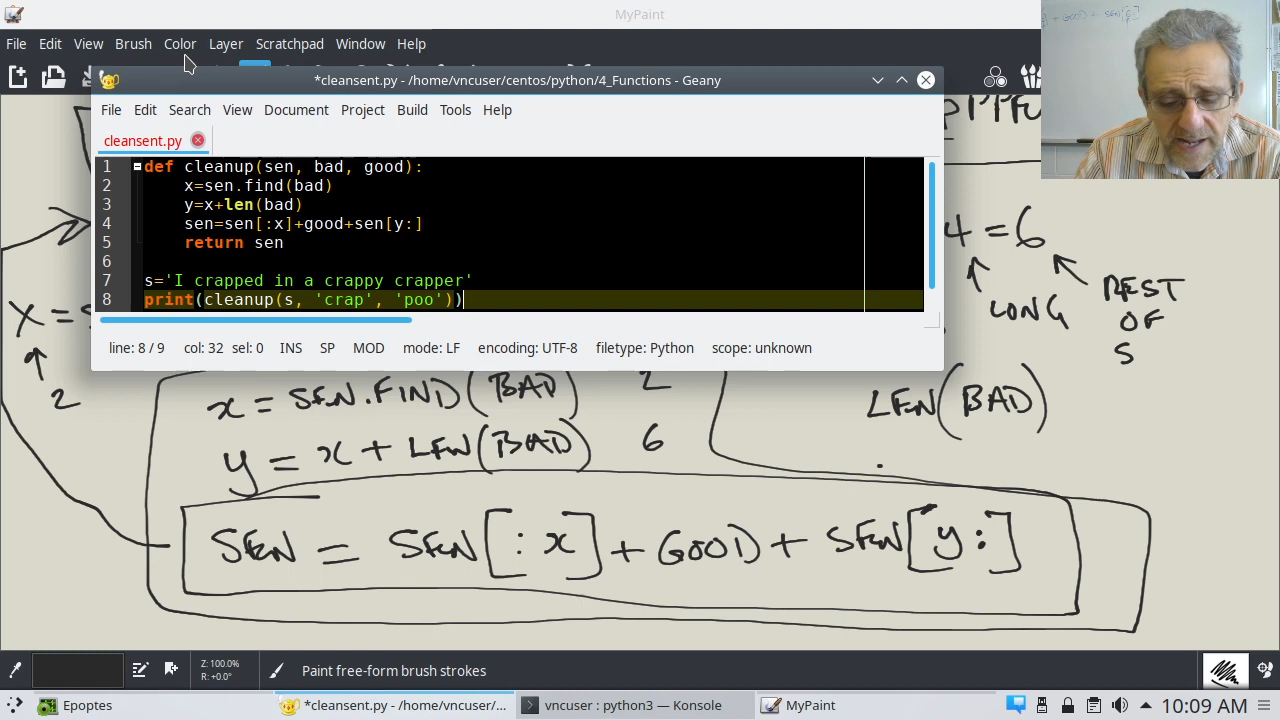 MyPaint
File Edit View Brush Color Layer Scratchpad Window Help
*cleansent.py - /home/vncuser/centos/python/4_Functions - Geany
File Edit Search View Document Project Build Tools Help
cleansent.py
1 def cleanup(sen, bad, good):
2 x=sen.find(bad)
3 y=x+len(bad)
4 sen=sen[:x]+good+sen[y:]
5 return sen
6
7 s='I crapped in a crappy crapper'
8 print(cleanup(s, 'crap', 'poo'))
line: 8 / 9 col: 32 sel: 0 INS SP MOD mode: LF encoding: UTF-8 filetype: Python scope: unknown
4 = 6
LONG
REST
OF
S
X =
2
x = SEN.FIND(BAD) 2
LEN(BAD)
y = x + LEN(BAD) 6
SEN = SEN[:x] + GOOD + SEN[y:]
Z: 100.0%
R: +0.0°
Paint free-form brush strokes
Epoptes
*cleansent.py - /home/vncuser/...
vncuser : python3 — Konsole
MyPaint
10:09 AM